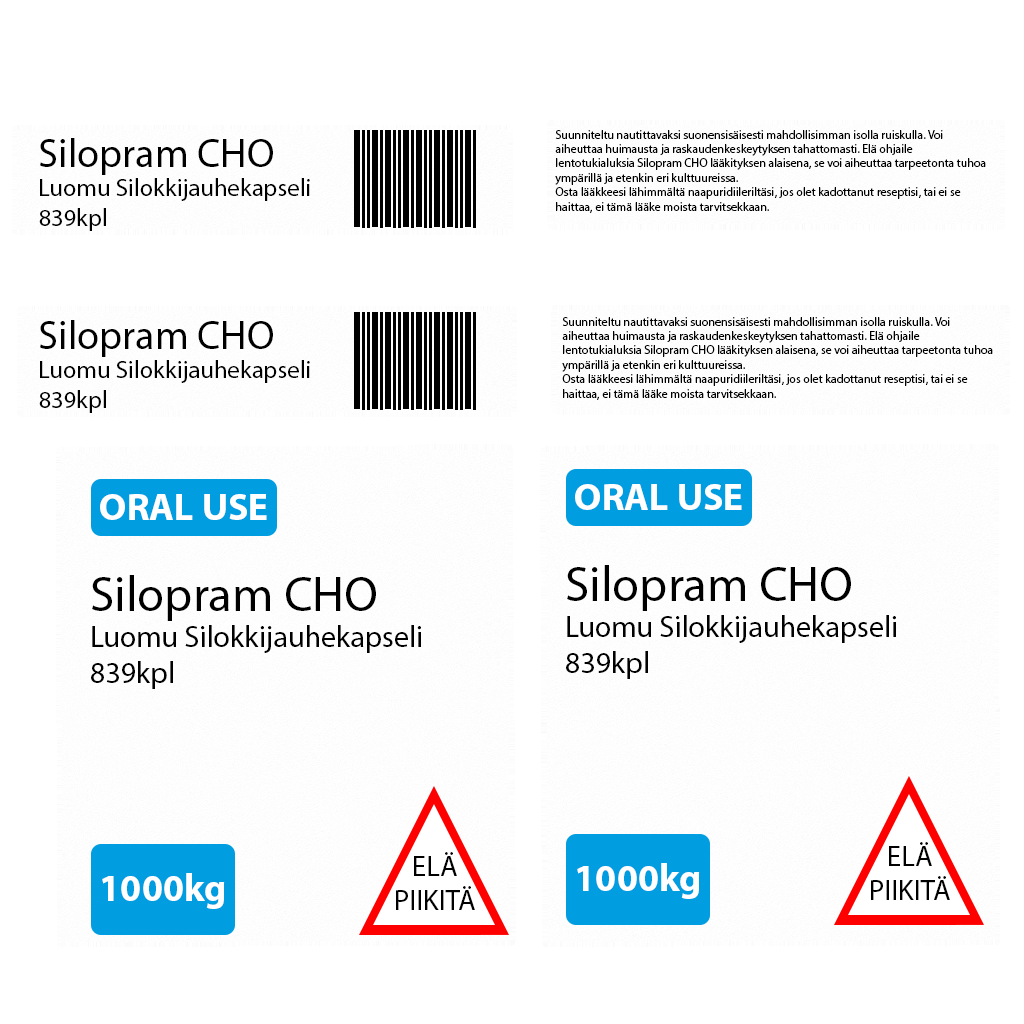 Silopram CHO
Luomu Silokkijauhekapseli
839kpl
Suunniteltu nautittavaksi suonensisäisesti mahdollisimman isolla ruiskulla. Voi
aiheuttaa huimausta ja raskaudenkeskeytyksen tahattomasti. Elä ohjaile
lentotukialuksia Silopram CHO lääkityksen alaisena, se voi aiheuttaa tarpeetonta tuhoa
ympärillä ja etenkin eri kulttuureissa.
Osta lääkkeesi lähimmältä naapuridiileriltäsi, jos olet kadottanut reseptisi, tai ei se
haittaa, ei tämä lääke moista tarvitsekkaan.
Silopram CHO
Luomu Silokkijauhekapseli
839kpl
Suunniteltu nautittavaksi suonensisäisesti mahdollisimman isolla ruiskulla. Voi
aiheuttaa huimausta ja raskaudenkeskeytyksen tahattomasti. Elä ohjaile
lentotukialuksia Silopram CHO lääkityksen alaisena, se voi aiheuttaa tarpeetonta tuhoa
ympärillä ja etenkin eri kulttuureissa.
Osta lääkkeesi lähimmältä naapuridiileriltäsi, jos olet kadottanut reseptisi, tai ei se
haittaa, ei tämä lääke moista tarvitsekkaan.
ORAL USE
Silopram CHO
Luomu Silokkijauhekapseli
839kpl
1000kg
ELÄ
PIIKITÄ
ORAL USE
Silopram CHO
Luomu Silokkijauhekapseli
839kpl
1000kg
ELÄ
PIIKITÄ